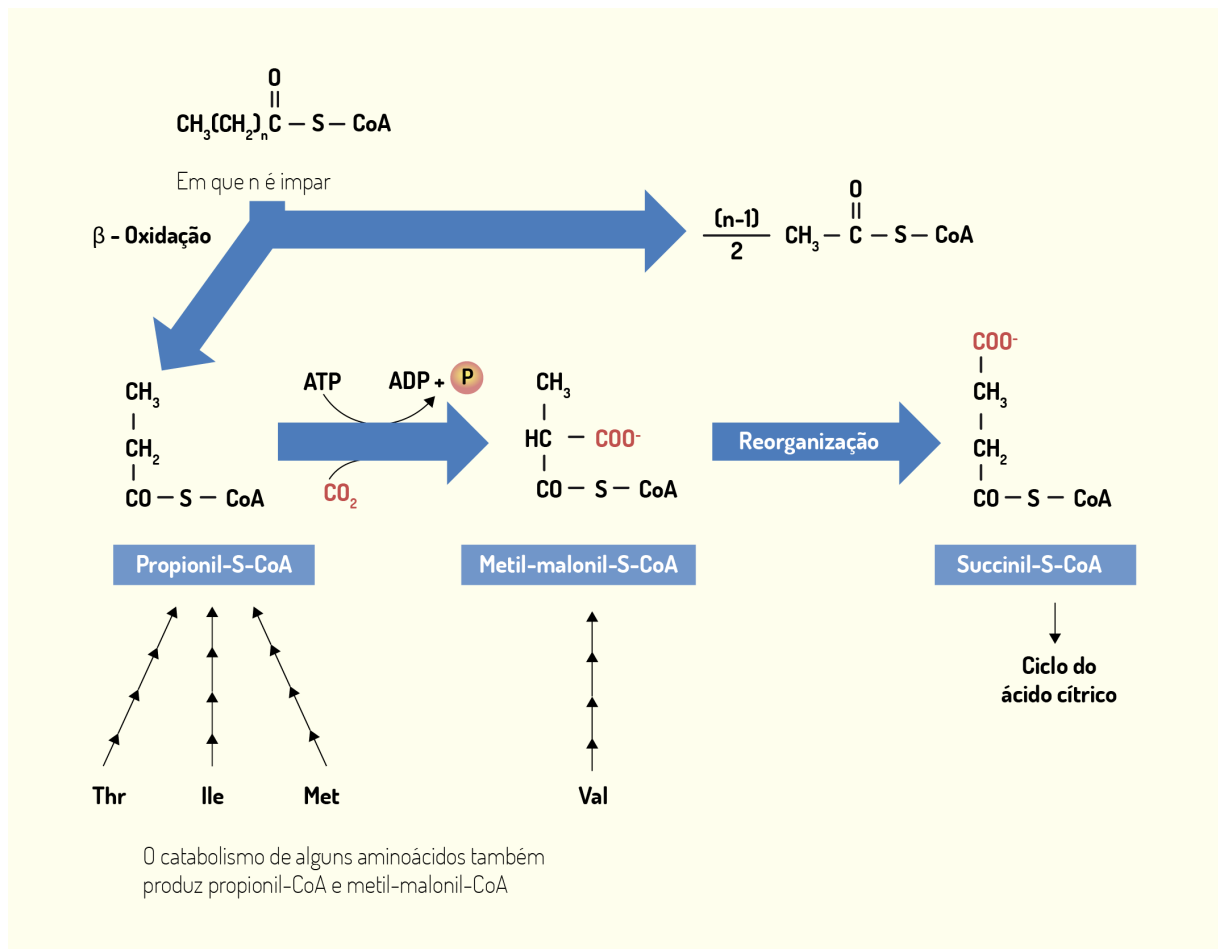 O
||
CH₃(CH₂)ₙC — S — CoA
Em que n é impar
β - Oxidação
O
||
(n-1)
2
CH₃ — C — S — CoA
CH₃
CH₂
CO — S — CoA
ATP
ADP + P
CO₂
CH₃
HC — COO⁻
CO — S — CoA
Reorganização
COO⁻
CH₃
CH₂
CO — S — CoA
Propionil-S-CoA
Metil-malonil-S-CoA
Succinil-S-CoA
Ciclo do
ácido cítrico
Thr
Ile
Met
Val
O catabolismo de alguns aminoácidos também
produz propionil-CoA e metil-malonil-CoA